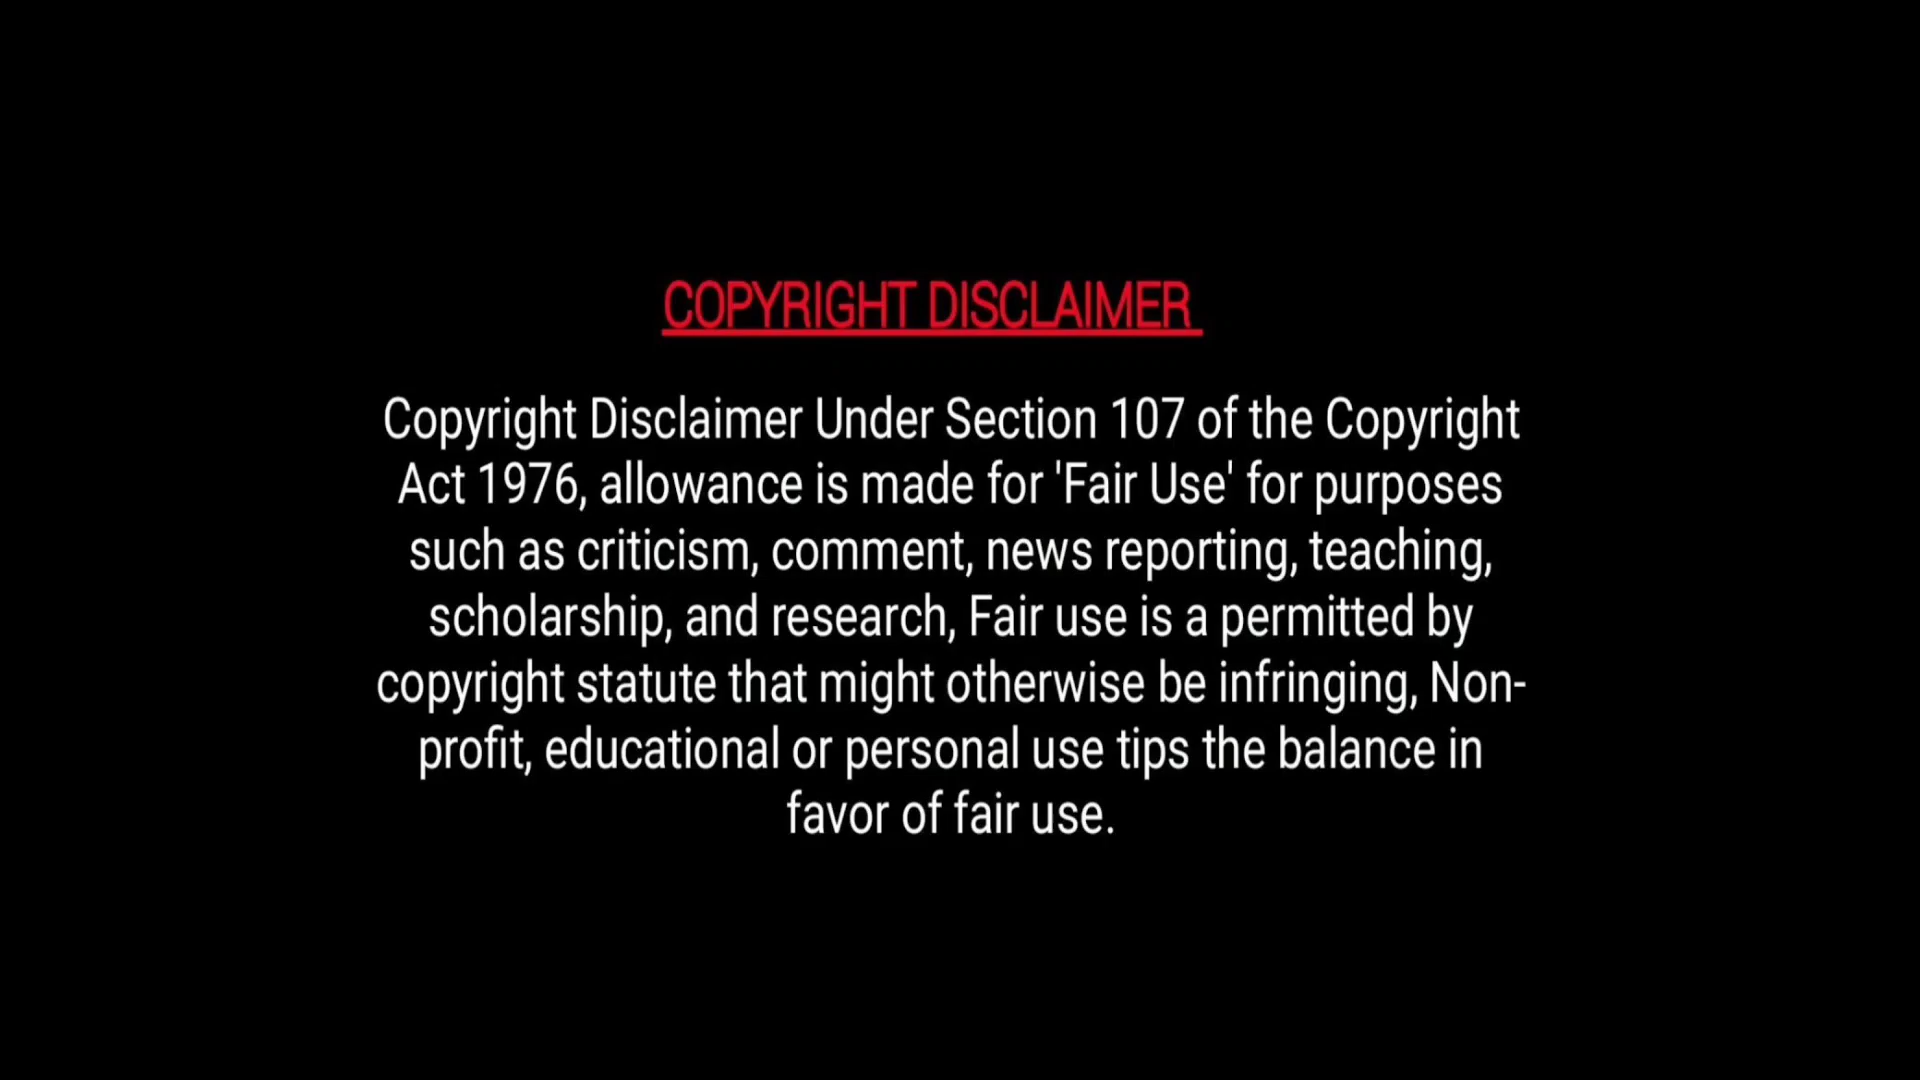 COPYRIGHT DISCLAIMER
Copyright Disclaimer Under Section 107 of the Copyright
Act 1976, allowance is made for 'Fair Use' for purposes
such as criticism, comment, news reporting, teaching,
scholarship, and research, Fair use is a permitted by
copyright statute that might otherwise be infringing, Non-
profit, educational or personal use tips the balance in
favor of fair use.